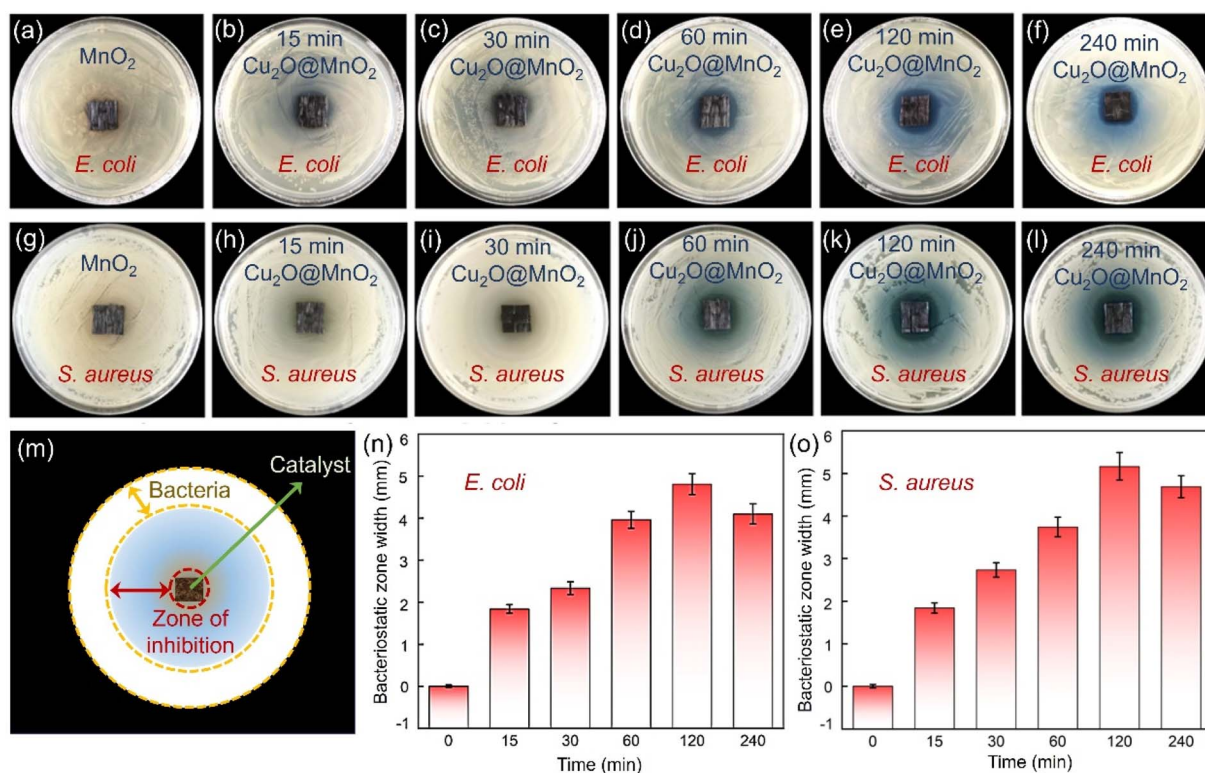 (a)
MnO₂
E. coli
(b)
15 min
Cu₂O@MnO₂
E. coli
(c)
30 min
Cu₂O@MnO₂
E. coli
(d)
60 min
Cu₂O@MnO₂
E. coli
(e)
120 min
Cu₂O@MnO₂
E. coli
(f)
240 min
Cu₂O@MnO₂
E. coli
(g)
MnO₂
S. aureus
(h)
15 min
Cu₂O@MnO₂
S. aureus
(i)
30 min
Cu₂O@MnO₂
S. aureus
(j)
60 min
Cu₂O@MnO₂
S. aureus
(k)
120 min
Cu₂O@MnO₂
S. aureus
(l)
240 min
Cu₂O@MnO₂
S. aureus
(m)
Catalyst
Bacteria
Zone of
inhibition
(n)
E. coli
Bacteriostatic zone width (mm)
6
5
4
3
2
1
0
-1
0 15 30 60 120 240
Time (min)
(o)
S. aureus
Bacteriostatic zone width (mm)
6
5
4
3
2
1
0
-1
0 15 30 60 120 240
Time (min)